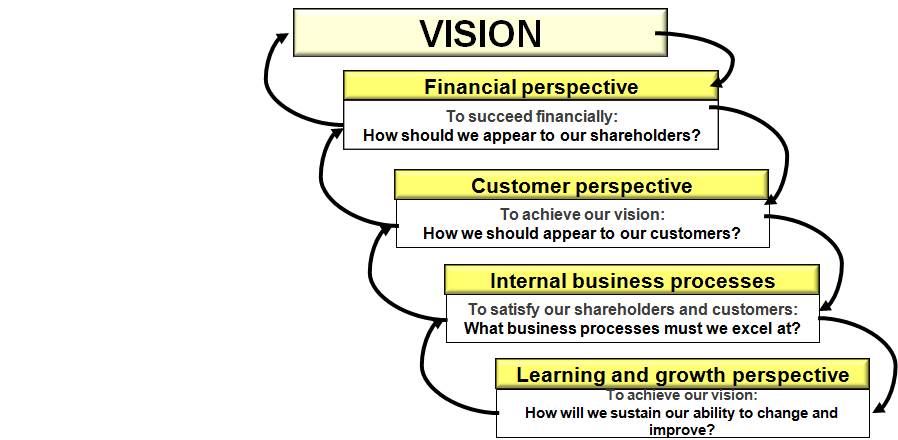 VISION
Financial perspective
To succeed financially:
How should we appear to our shareholders?
Customer perspective
To achieve our vision:
How we should appear to our customers?
Internal business processes
To satisfy our shareholders and customers:
What business processes must we excel at?
Learning and growth perspective
To achieve our vision:
How will we sustain our ability to change and
improve?